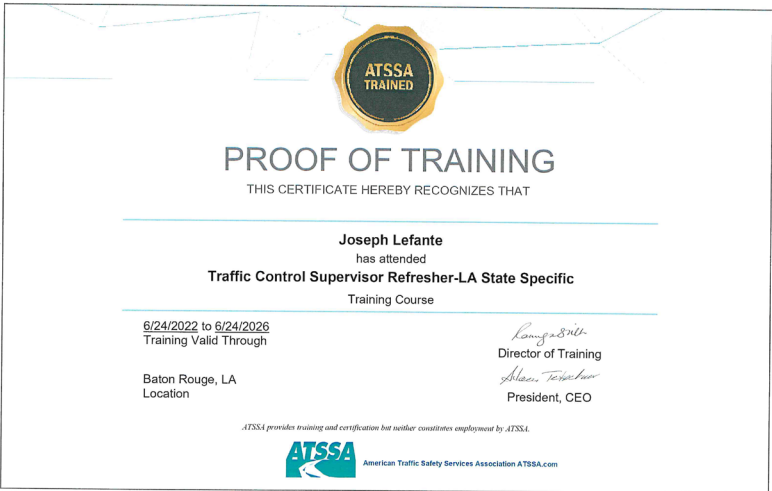 ATSSA
TRAINED
PROOF OF TRAINING
THIS CERTIFICATE HEREBY RECOGNIZES THAT
Joseph Lefante
has attended
Traffic Control Supervisor Refresher-LA State Specific
Training Course
6/24/2022 to 6/24/2026
Training Valid Through
Director of Training
Baton Rouge, LA
Location
President, CEO
ATSSA provides training and certification but neither constitutes employment by ATSSA.
ATSSA
American Traffic Safety Services Association ATSSA.com